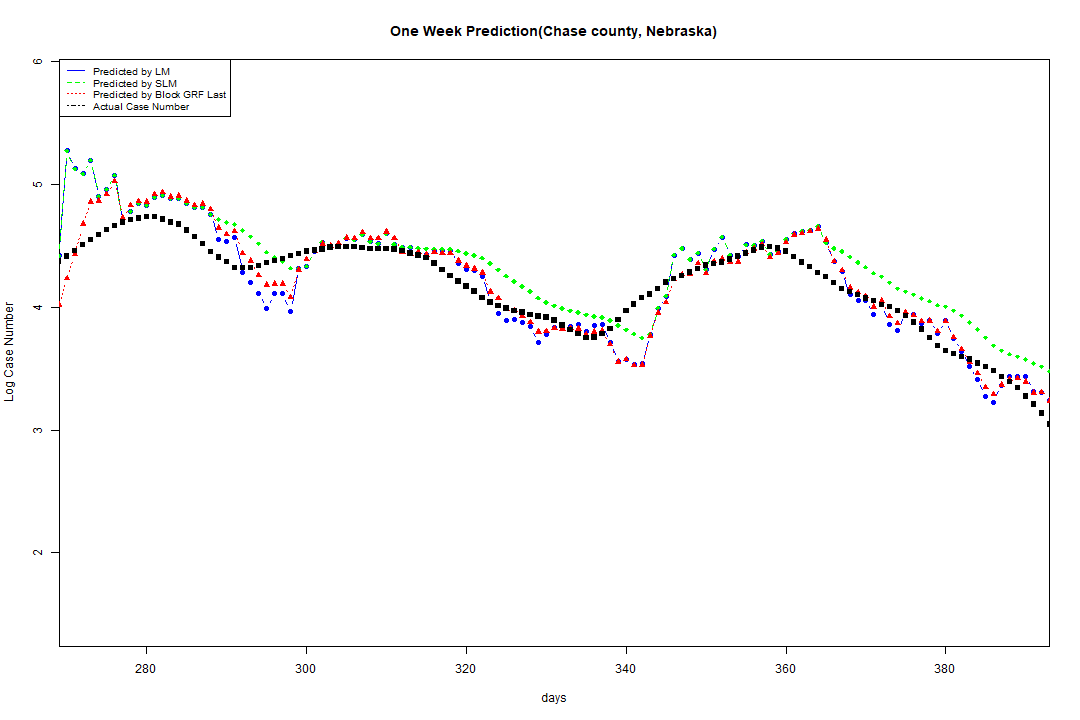 One Week Prediction(Chase county, Nebraska)
6
Predicted by LM
Predicted by SLM
Predicted by Block GRF Last
Actual Case Number
5
4
3
2
Log Case Number
280 300 320 340 360 380
days